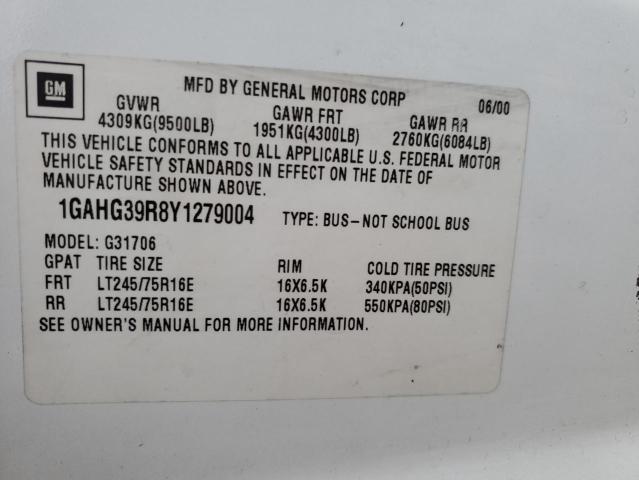 GM
MFD BY GENERAL MOTORS CORP 06/00
GVWR GAWR FRT GAWR RR
4309KG(9500LB) 1951KG(4300LB) 2760KG(6084LB)
THIS VEHICLE CONFORMS TO ALL APPLICABLE U.S. FEDERAL MOTOR
VEHICLE SAFETY STANDARDS IN EFFECT ON THE DATE OF
MANUFACTURE SHOWN ABOVE.
1GAHG39R8Y1279004 TYPE: BUS-NOT SCHOOL BUS
MODEL: G31706
GPAT TIRE SIZE RIM COLD TIRE PRESSURE
FRT LT245/75R16E 16X6.5K 340KPA(50PSI)
RR LT245/75R16E 16X6.5K 550KPA(80PSI)
SEE OWNER'S MANUAL FOR MORE INFORMATION.